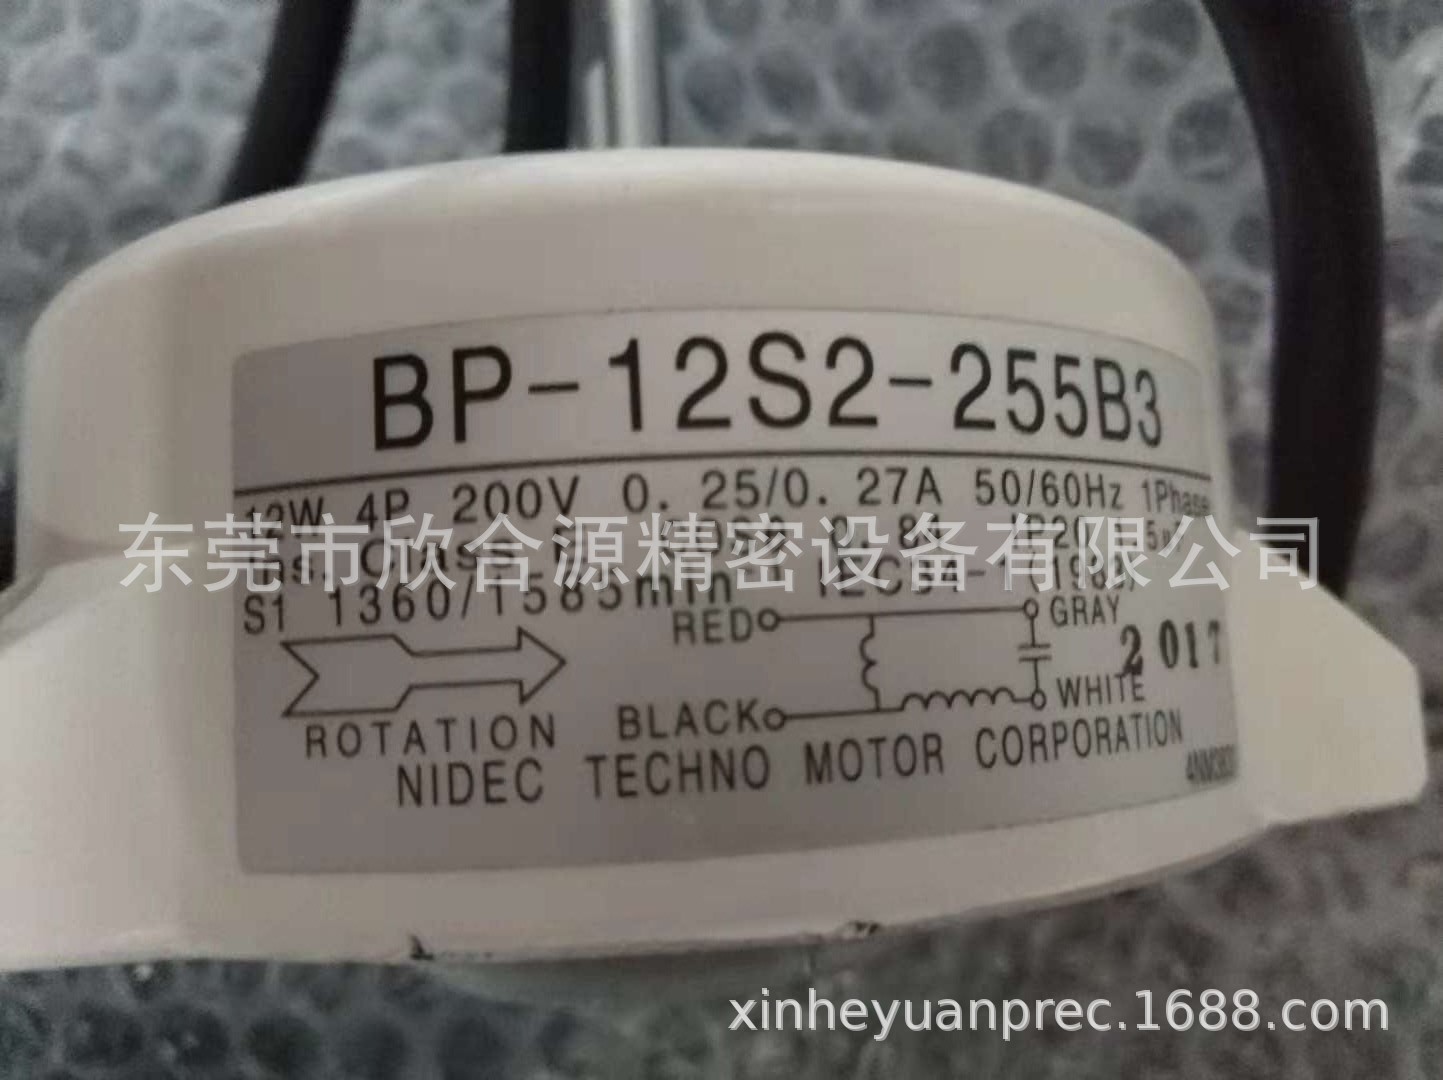 BP-12S2-255B3
12W 4P 200V 0.25/0.27A 50/60Hz 1Phase
东莞市欣合源精密设备有限公司
Ins. Class E
S1 1360/1585min
RED
GRAY
2017
WHITE
BLACK
ROTATION
NIDEC TECHNO MOTOR CORPORATION
xinheyuanprec.1688.com